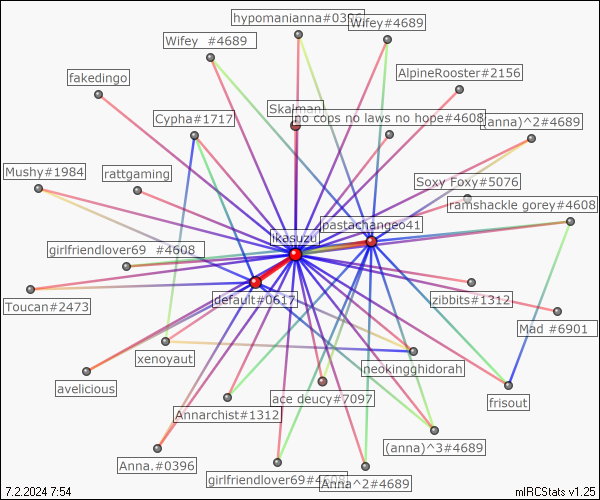 hypomanianna#0396
Wifey#4689
Wifey #4689
fakedingo
AlpineRooster#2156
Skaiman
no cops no laws no hope#4608
Cypha#1717
(anna)^2#4689
Mushy#1984
rattgaming
Soxy Foxy#5076
ramshackle gorey#4608
pastachangeo41
likasuzu
girlfriendlover69 #4608
default#0617
Toucan#2473
zibbits#1312
Mad #6901
xenoyaut
neokingghidorah
avelicious
ace deucy#7097
frisout
Annarchist#1312
(anna)^3#4689
Anna.#0396
girlfriendlover69#4608
Anna^2#4689
7.2.2024 7:54
mIRCStats v1.25